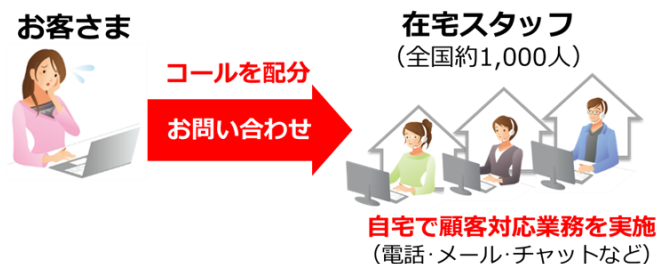 お客さま
コールを配分
お問い合わせ
在宅スタッフ
（全国約1,000人）
自宅で顧客対応業務を実施
（電話･メール･チャットなど）